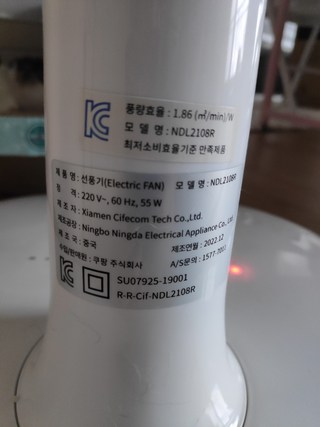 풍량효율 : 1.86 (㎥/min)/W
모 델 명 : NDL2108R
최저소비효율기준 만족제품
제 품 명 : 선풍기(Electric FAN) 모 델 명 : NDL2108R
정 격 : 220 V~, 60 Hz, 55 W
제 조 자 : Xiamen Cifecom Tech Co.,Ltd.
제조공장 : Ningbo Ningda Electrical Appliance Co., Ltd.
제 조 국 : 중국 제조연월 : 2022.12
수입/판매원 : 쿠팡 주식회사 A/S문의 : 1577-7011
SU07925-19001
R-R-Cif-NDL2108R